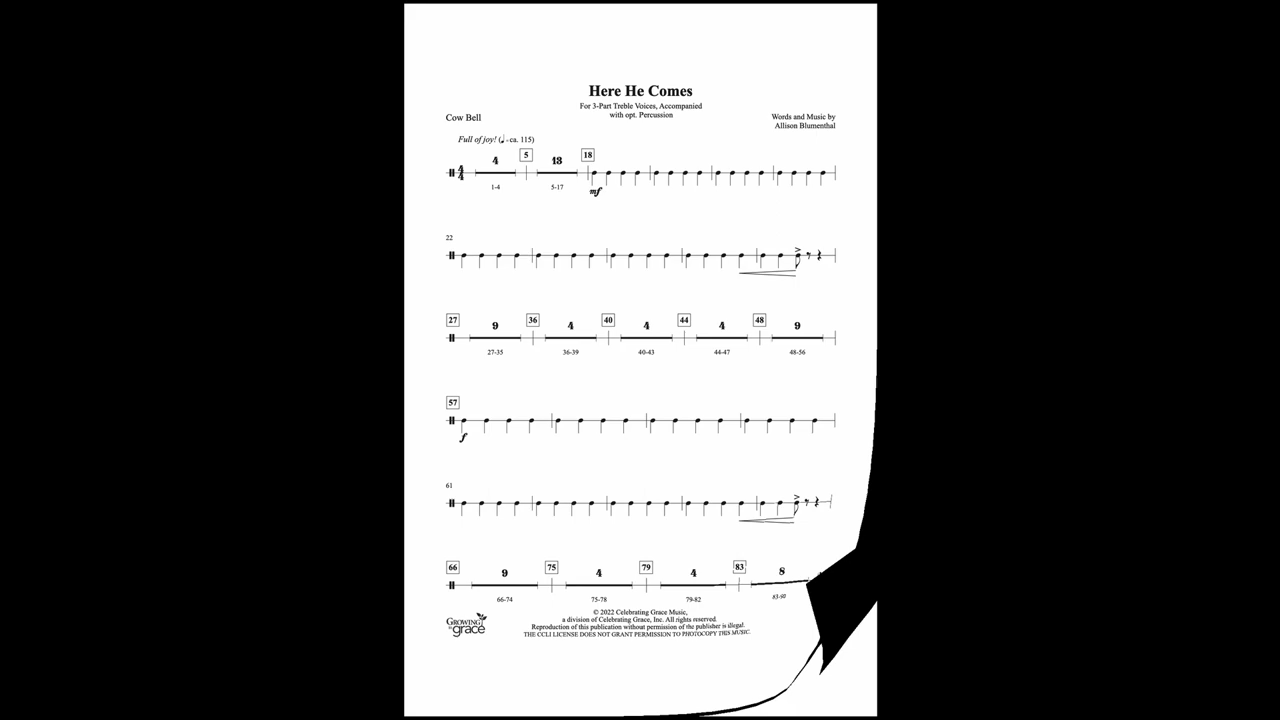 Here He Comes
For 3-Part Treble Voices, Accompanied
with opt. Percussion
Cow Bell
Words and Music by
Allison Blumenthal
Full of joy! (♩ - ca. 115)
5 18
4 13
4
4
1-4 5-17
mf
22
27 36 40 44 48
9 4 4 4 9
27-35 36-39 40-43 44-47 48-56
57
f
61
66 75 79 83
9 4 4 8
66-74 75-78 79-82 83-90
© 2022 Celebrating Grace Music,
a division of Celebrating Grace, Inc. All rights reserved.
Reproduction of this publication without permission of the publisher is illegal.
THE CCLI LICENSE DOES NOT GRANT PERMISSION TO PHOTOCOPY THIS MUSIC.
GROWING
in grace